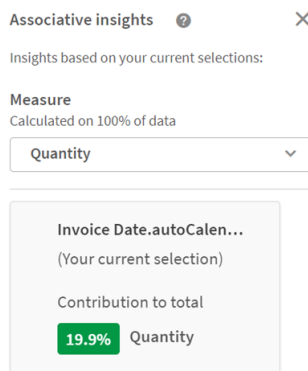 Associative insights
Insights based on your current selections:
Measure
Calculated on 100% of data
Quantity
Invoice Date.autoCalen...
(Your current selection)
Contribution to total
19.9% Quantity